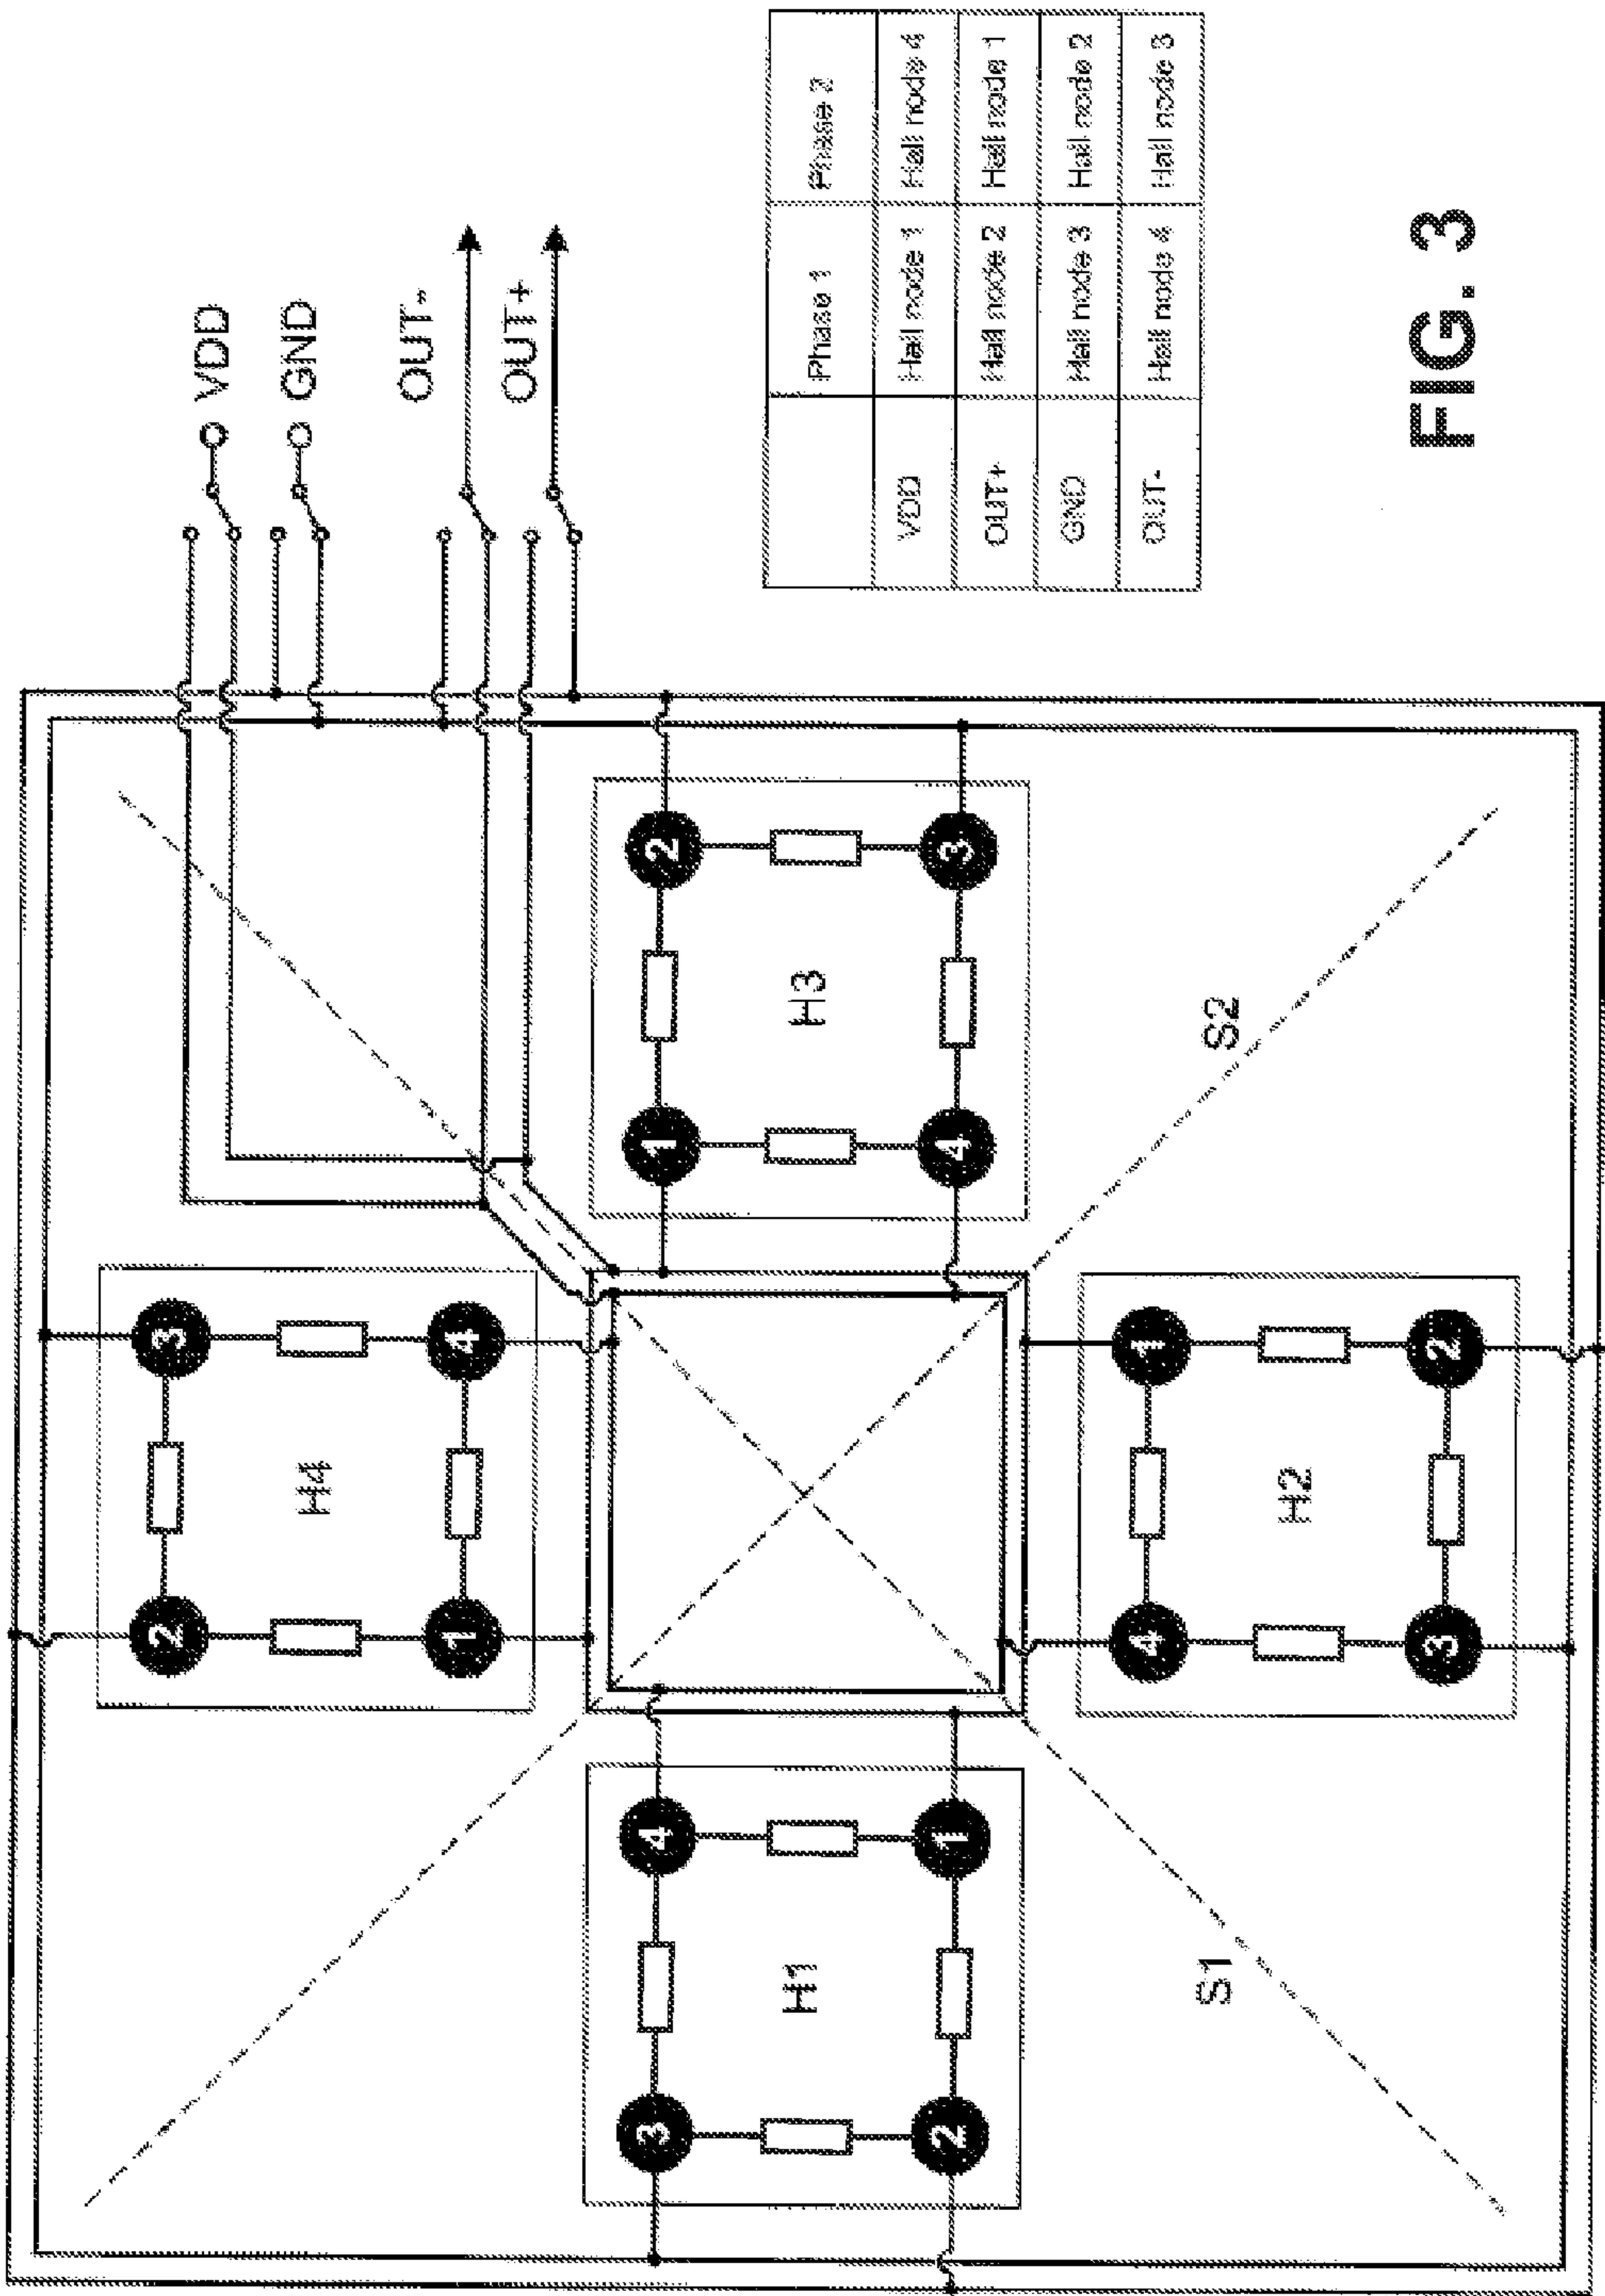 2 3
VDD
GND
H4
OUT-
1 4
OUT+
3 4 1 2
H1 H3
2 1 4 3
4 1
S1 S2
H2
3 2
Phase 1 Phase 2
VDD Hall node 1 Hall node 4
OUT+ Hall node 2 Hall node 1
GND Hall node 3 Hall node 2
OUT- Hall node 4 Hall node 3
FIG. 3